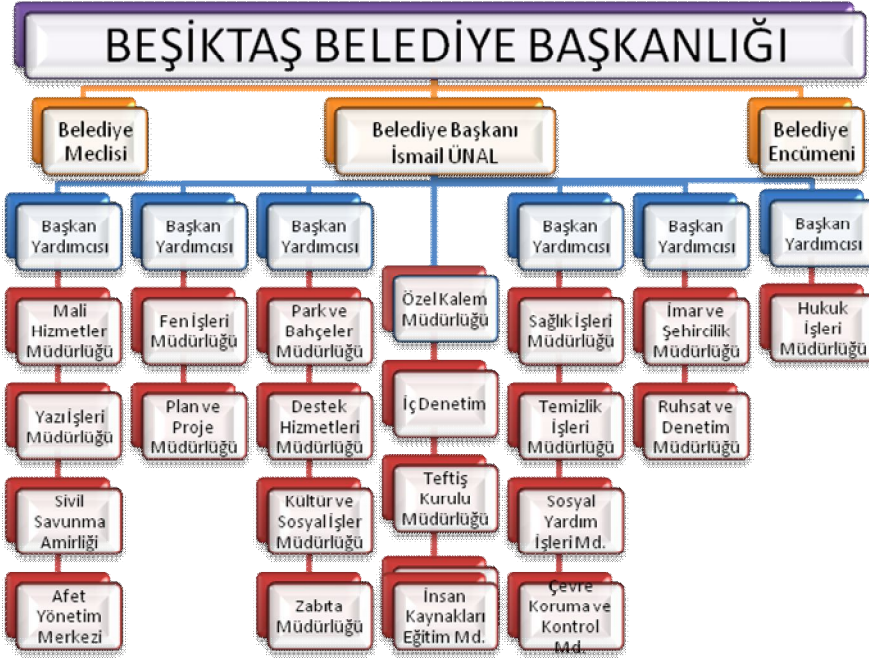 BEŞİKTAŞ BELEDİYE BAŞKANLIĞI
Belediye
Meclisi
Belediye Başkanı
İsmail ÜNAL
Belediye
Encümeni
Başkan
Yardımcısı
Başkan
Yardımcısı
Başkan
Yardımcısı
Başkan
Yardımcısı
Başkan
Yardımcısı
Başkan
Yardımcısı
Mali
Hizmetler
Müdürlüğü
Fen İşleri
Müdürlüğü
Park ve
Bahçeler
Müdürlüğü
Özel Kalem
Müdürlüğü
Sağlık İşleri
Müdürlüğü
İmar ve
Şehircilik
Müdürlüğü
Hukuk
İşleri
Müdürlüğü
Yazı İşleri
Müdürlüğü
Plan ve
Proje
Müdürlüğü
Destek
Hizmetleri
Müdürlüğü
İç Denetim
Temizlik
İşleri
Müdürlüğü
Ruhsat ve
Denetim
Müdürlüğü
Sivil
Savunma
Amirliği
Kültür ve
Sosyal İşler
Müdürlüğü
Teftiş
Kurulu
Müdürlüğü
Sosyal
Yardım
İşleri Md.
Afet
Yönetim
Merkezi
Zabıta
Müdürlüğü
İnsan
Kaynakları
Eğitim Md.
Çevre
Koruma ve
Kontrol
Md.